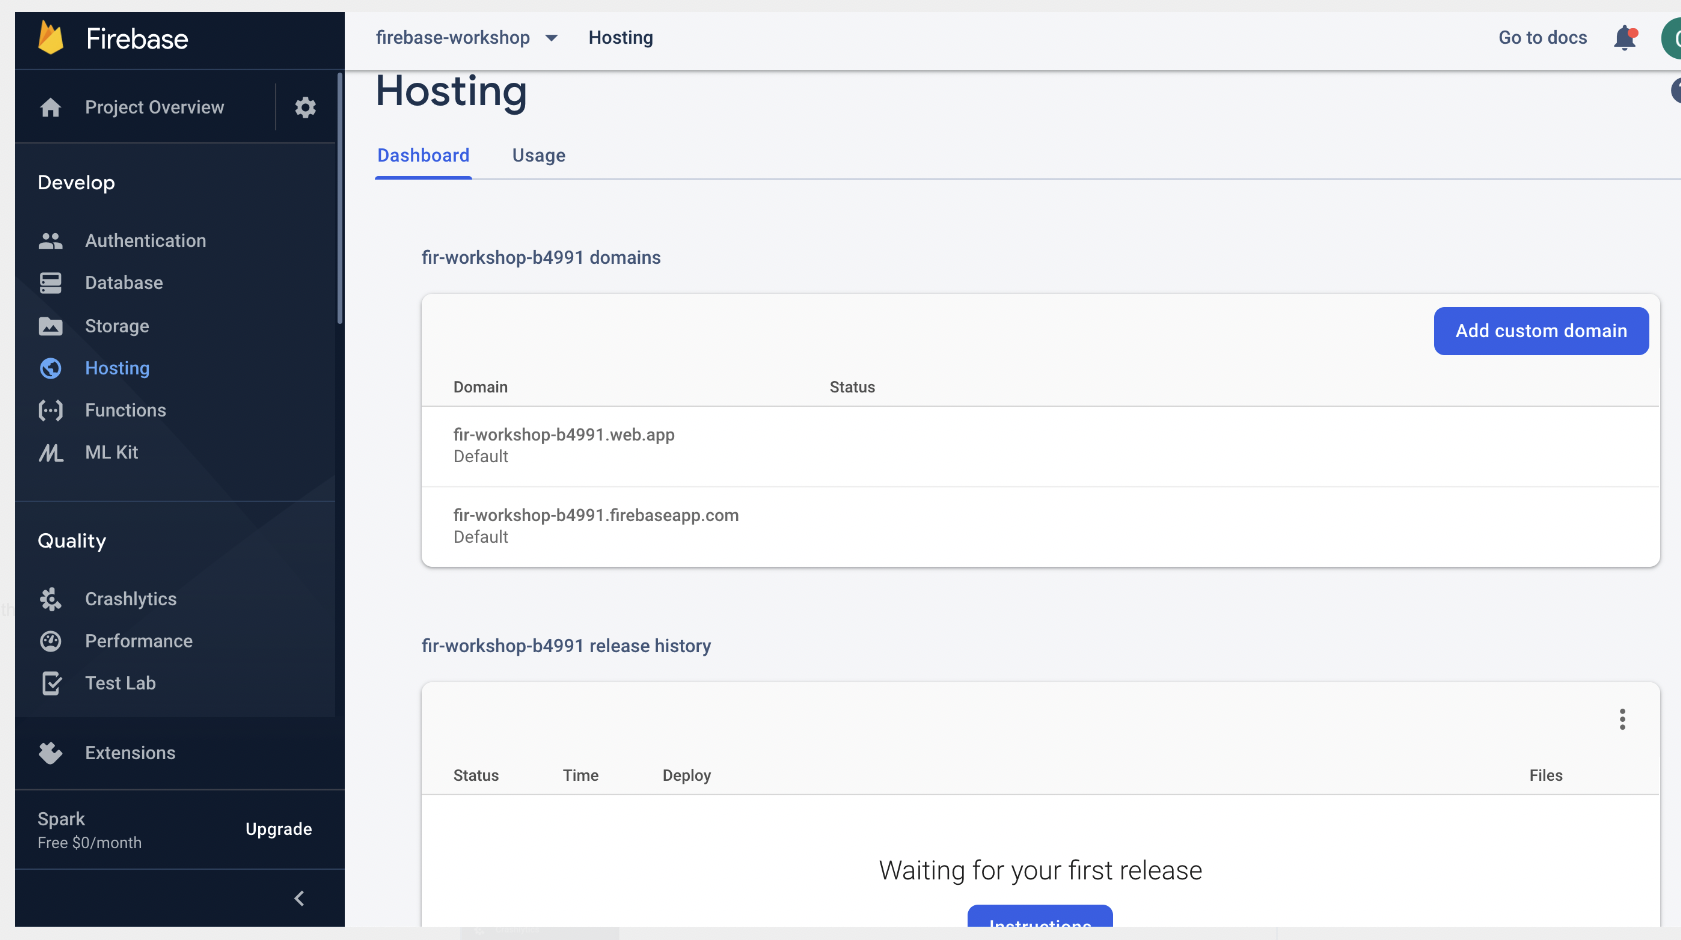 Firebase
firebase-workshop
Hosting
Go to docs
Project Overview
Hosting
Dashboard
Usage
Develop
Authentication
Database
Storage
Hosting
Functions
ML Kit
Quality
Crashlytics
Performance
Test Lab
Extensions
Spark
Free $0/month
Upgrade
fir-workshop-b4991 domains
Add custom domain
Domain
Status
fir-workshop-b4991.web.app
Default
fir-workshop-b4991.firebaseapp.com
Default
fir-workshop-b4991 release history
Status
Time
Deploy
Files
Waiting for your first release
Instructions